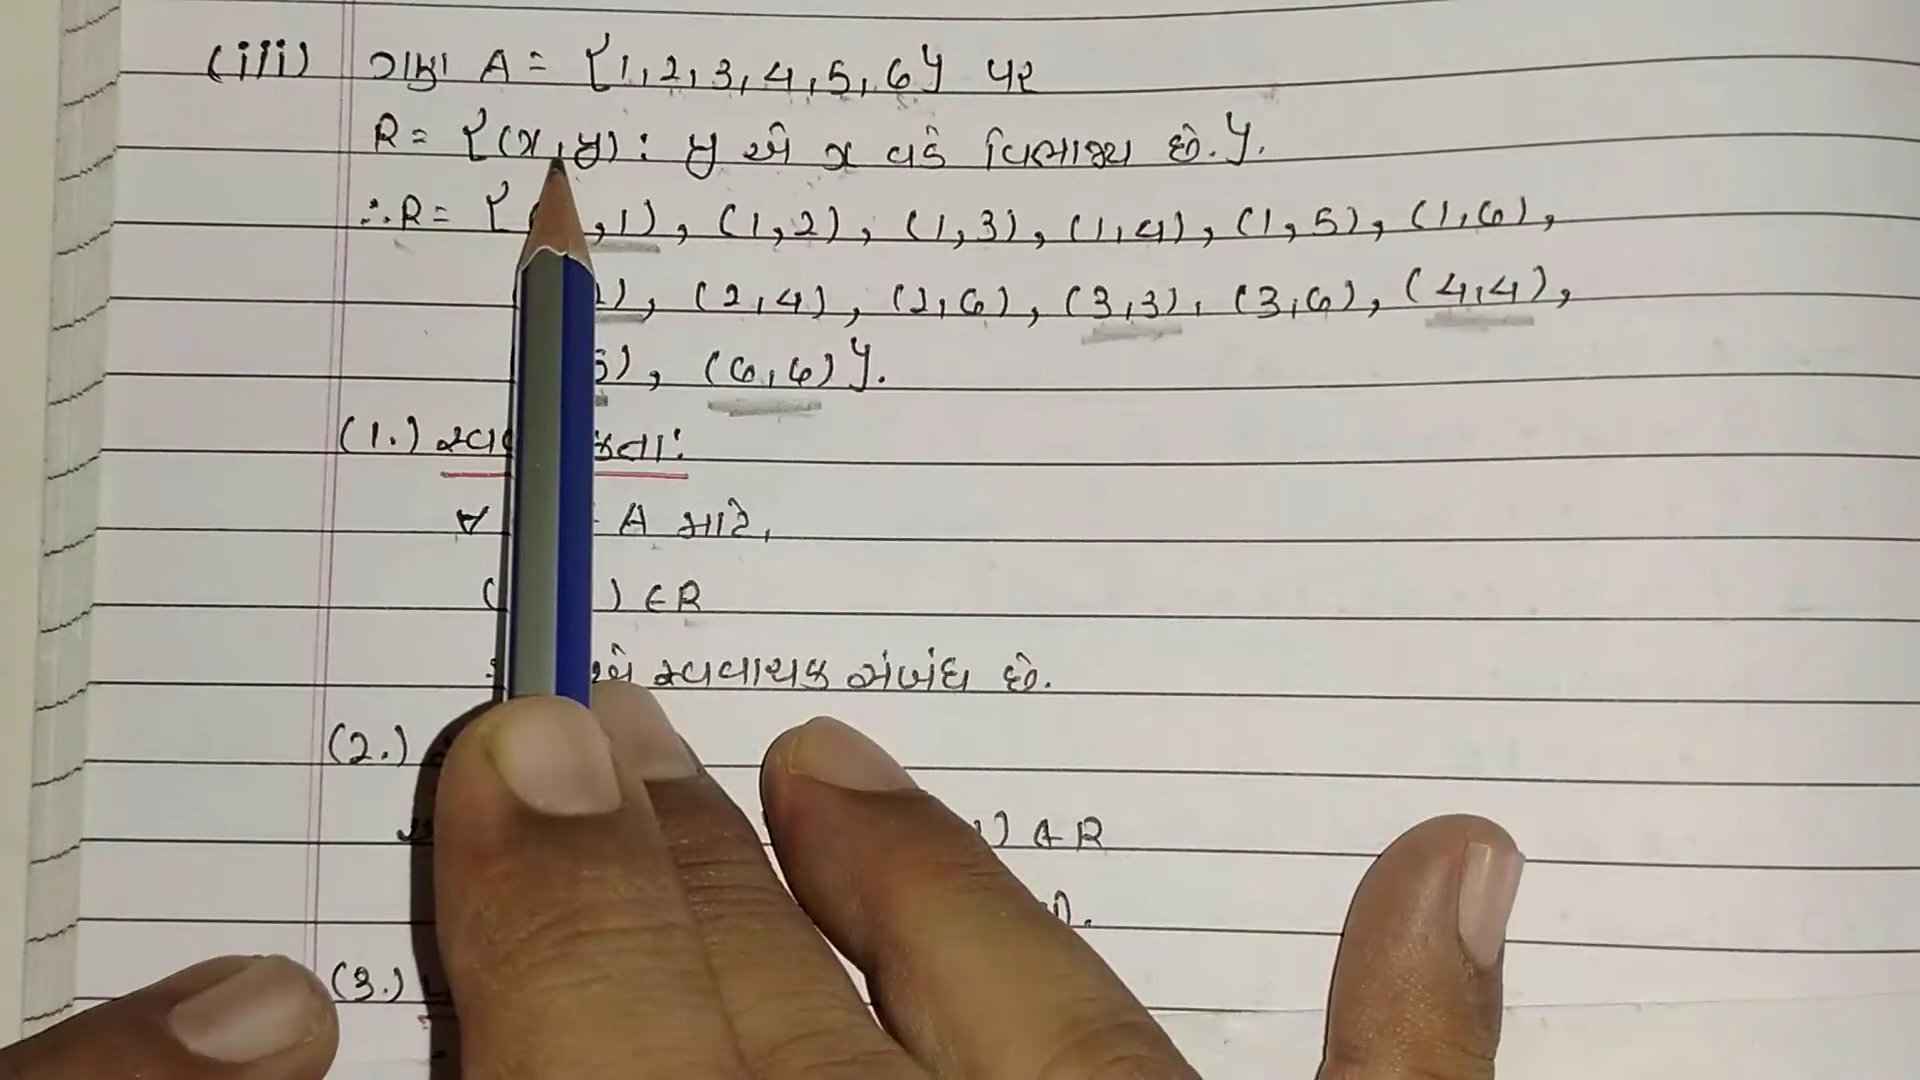 (iii) ગણ A = {1, 2, 3, 4, 5, 6} પર
R = {(x, y) : y એ x વડે વિભાજ્ય છે.}.
∴ R = { ,1), (1,2), (1,3), (1,4), (1,5), (1,6),
), (2,4), (2,6), (3,3), (3,6), (4,4),
5), (6,6)}.
(1.)
∀ A માટે,
( ) ∈ R
એ સ્વવાચક સંબંધ છે.
(2.)
1) ∉ R
(3.)